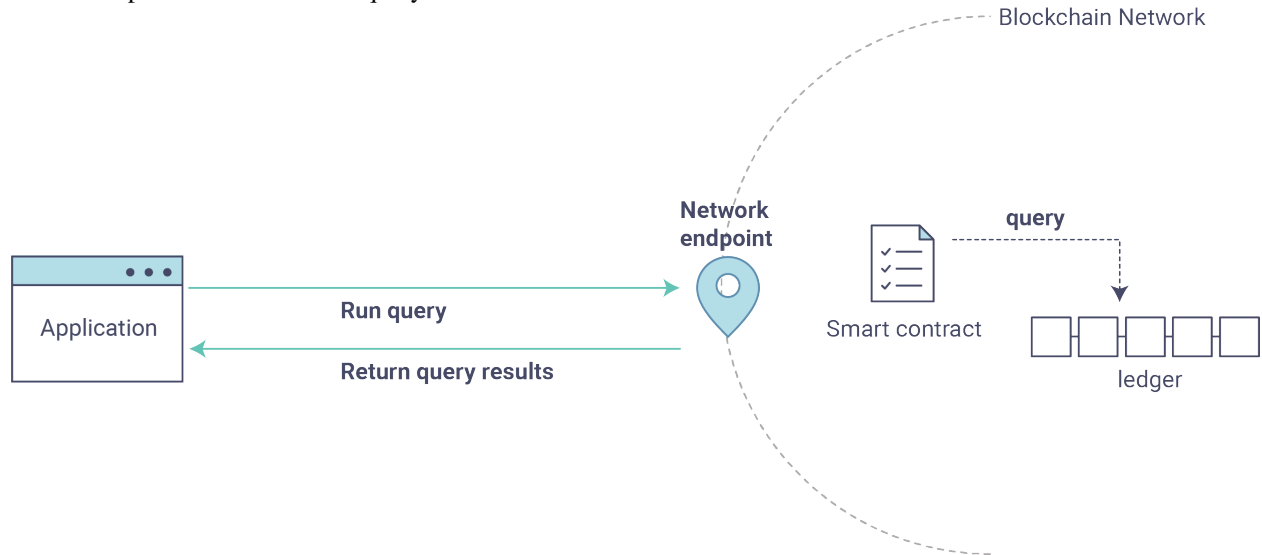 Blockchain Network
Network
endpoint
query
Run query
Application
Smart contract
Return query results
ledger